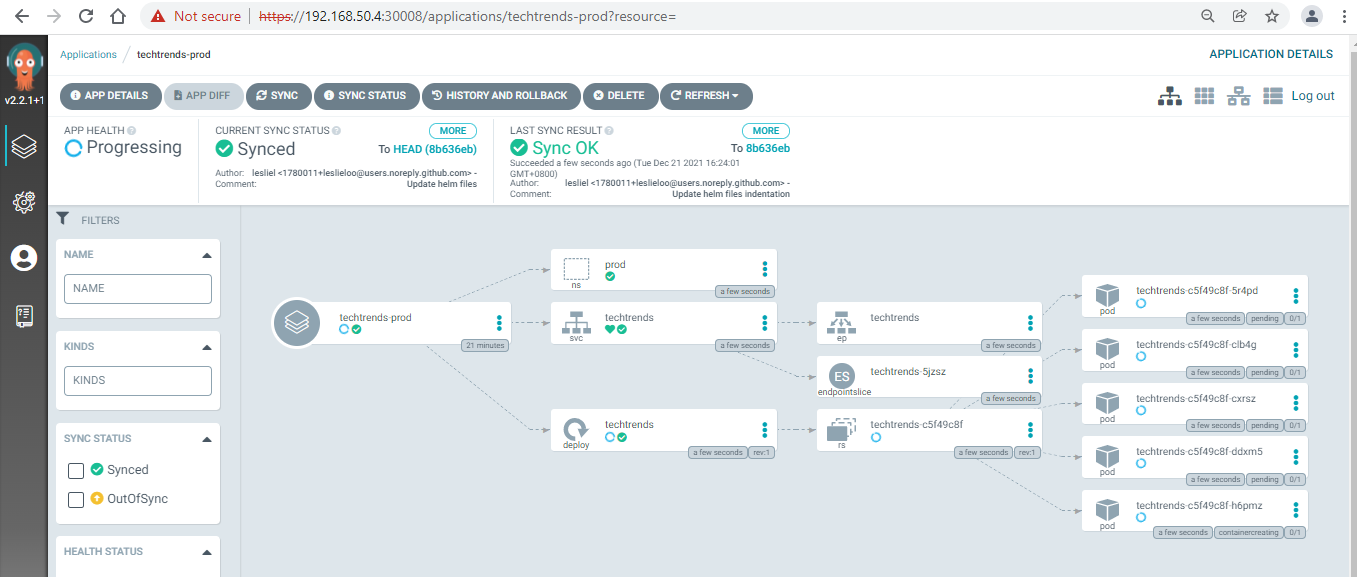 Not secure | https://192.168.50.4:30008/applications/techtrends-prod?resource=
v2.2.1+1
Applications / techtrends-prod
APPLICATION DETAILS
APP DETAILS
APP DIFF
SYNC
SYNC STATUS
HISTORY AND ROLLBACK
DELETE
REFRESH
Log out
APP HEALTH
Progressing
CURRENT SYNC STATUS
MORE
Synced
To HEAD (8b636eb)
Author: lesliel <1780011+leslieloo@users.noreply.github.com> -
Comment: Update helm files
LAST SYNC RESULT
MORE
Sync OK
To 8b636eb
Succeeded a few seconds ago (Tue Dec 21 2021 16:24:01
GMT+0800)
Author: lesliel <1780011+leslieloo@users.noreply.github.com> -
Comment: Update helm files indentation
FILTERS
NAME
NAME
KINDS
KINDS
SYNC STATUS
Synced
OutOfSync
HEALTH STATUS
techtrends-prod
21 minutes
prod
ns
a few seconds
techtrends
svc
a few seconds
techtrends
deploy
a few seconds
rev:1
techtrends
ep
a few seconds
ES
techtrends-5jzsz
endpointslice
a few seconds
techtrends-c5f49c8f
rs
a few seconds
rev:1
techtrends-c5f49c8f-5r4pd
pod
a few seconds
pending
0/1
techtrends-c5f49c8f-clb4g
pod
a few seconds
pending
0/1
techtrends-c5f49c8f-cxrsz
pod
a few seconds
pending
0/1
techtrends-c5f49c8f-ddxm5
pod
a few seconds
pending
0/1
techtrends-c5f49c8f-h6pmz
pod
a few seconds
containercreating
0/1